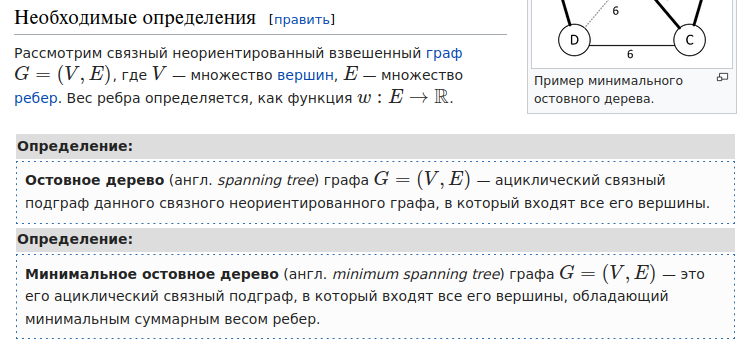 Необходимые определения [править]
Рассмотрим связный неориентированный взвешенный граф
G = (V, E), где V — множество вершин, E — множество
ребер. Вес ребра определяется, как функция w : E → ℝ.
6
D
C
6
Пример минимального
остовного дерева.
Определение:
Остовное дерево (англ. spanning tree) графа G = (V, E) — ациклический связный
подграф данного связного неориентированного графа, в который входят все его вершины.
Определение:
Минимальное остовное дерево (англ. minimum spanning tree) графа G = (V, E) — это
его ациклический связный подграф, в который входят все его вершины, обладающий
минимальным суммарным весом ребер.